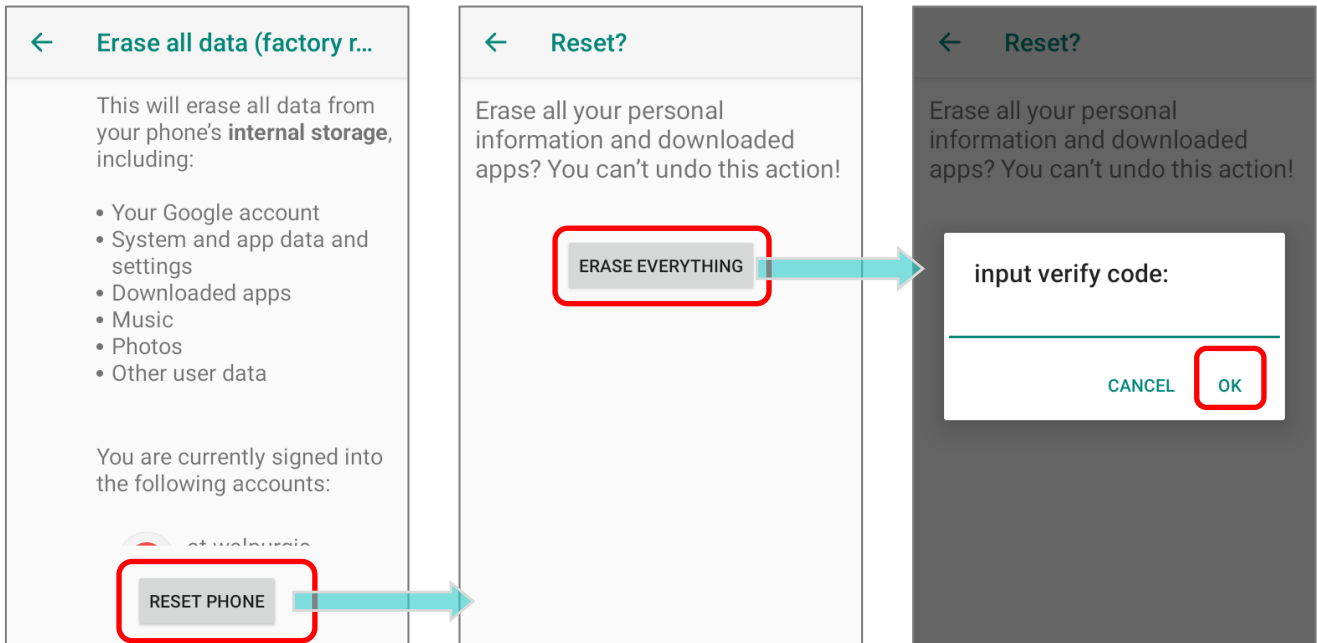 Erase all data (factory r...
This will erase all data from
your phone’s internal storage,
including:
• Your Google account
• System and app data and
settings
• Downloaded apps
• Music
• Photos
• Other user data
You are currently signed into
the following accounts:
RESET PHONE
Reset?
Erase all your personal
information and downloaded
apps? You can’t undo this action!
ERASE EVERYTHING
Reset?
Erase all your personal
information and downloaded
apps? You can’t undo this action!
input verify code:
CANCEL OK